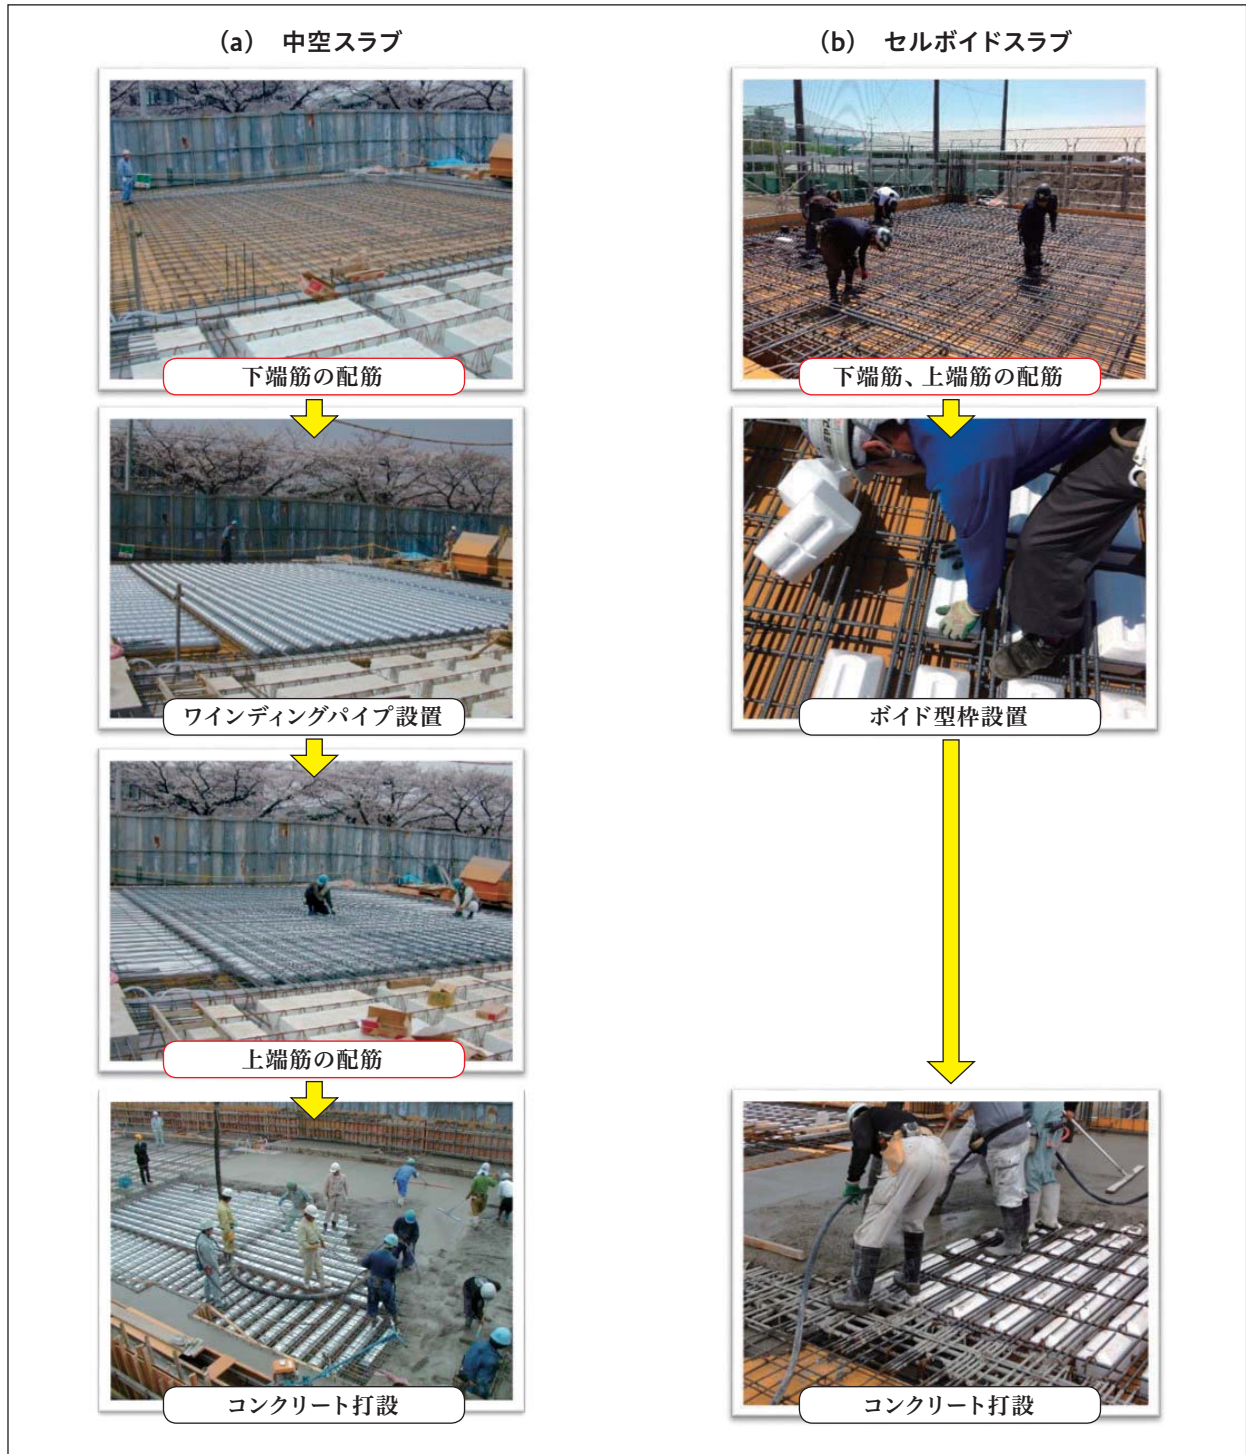 (a) 中空スラブ
下端筋の配筋
ワインディングパイプ設置
上端筋の配筋
コンクリート打設
(b) セルボイドスラブ
下端筋、上端筋の配筋
ボイド型枠設置
コンクリート打設